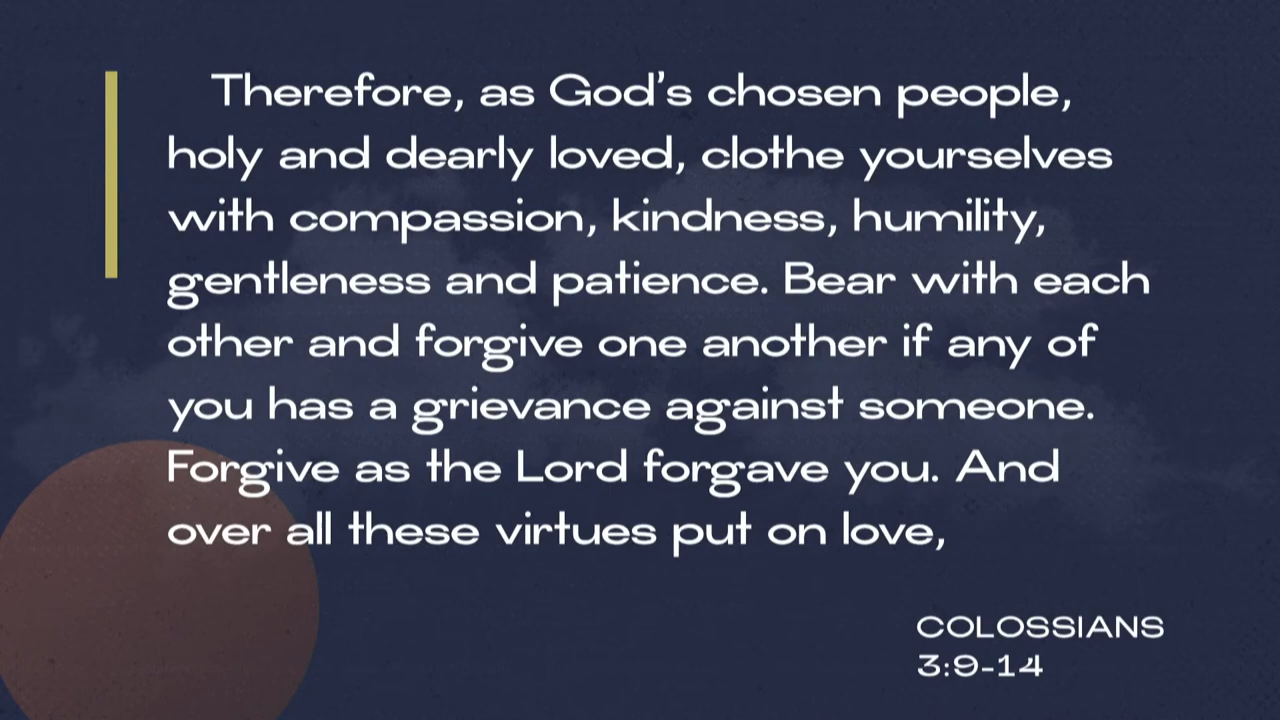 Therefore, as God’s chosen people,
holy and dearly loved, clothe yourselves
with compassion, kindness, humility,
gentleness and patience. Bear with each
other and forgive one another if any of
you has a grievance against someone.
Forgive as the Lord forgave you. And
over all these virtues put on love,
COLOSSIANS
3:9-14